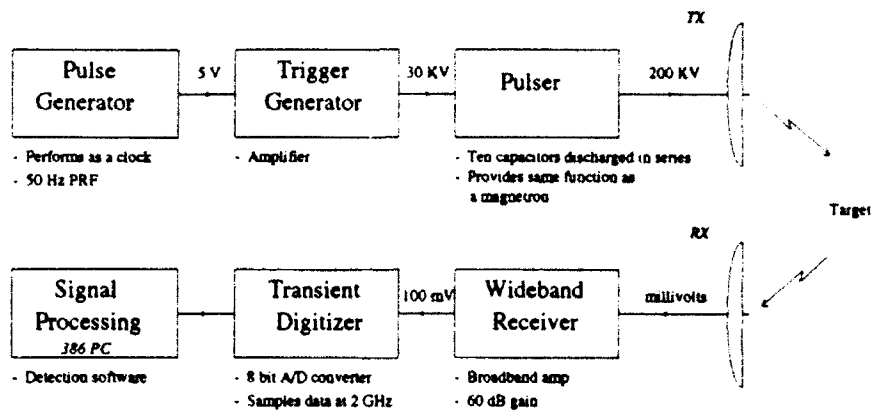 TX
Pulse
Generator
5 V
Trigger
Generator
30 KV
Pulser
200 KV
- Performs as a clock
- 50 Hz PRF
- Amplifier
- Ten capacitors discharged in series
- Provides same function as
a magnetron
Target
RX
Signal
Processing
386 PC
Transient
Digitizer
100 mV
Wideband
Receiver
millivolts
- Detection software
- 8 bit A/D converter
- Samples data at 2 GHz
- Broadband amp
- 60 dB gain